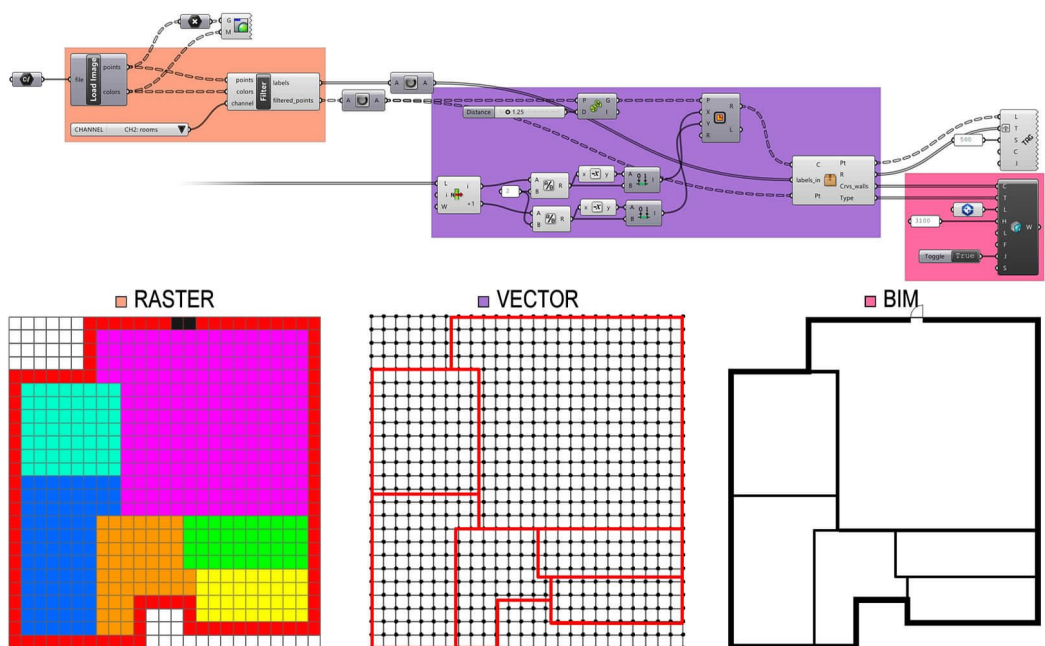 G
M
C/
file
Load Image
points
colors
points
colors
channel
Filter
labels
filtered_points
CHANNEL CH2: rooms
A A
A A
Distance 1.25
P G
D I
P
X
Y
R
R
L
L
i
W
i
+1
2
A
B
R
A
B
R
x -x y
x -x y
A
B
i
A
B
i
C
labels_in
Pt
Pt
R
Crvs_walls
Type
L
T
S
C
J
TAG
500
3100
Toggle True
C
T
L
H
L
F
J
S
W
RASTER
VECTOR
BIM